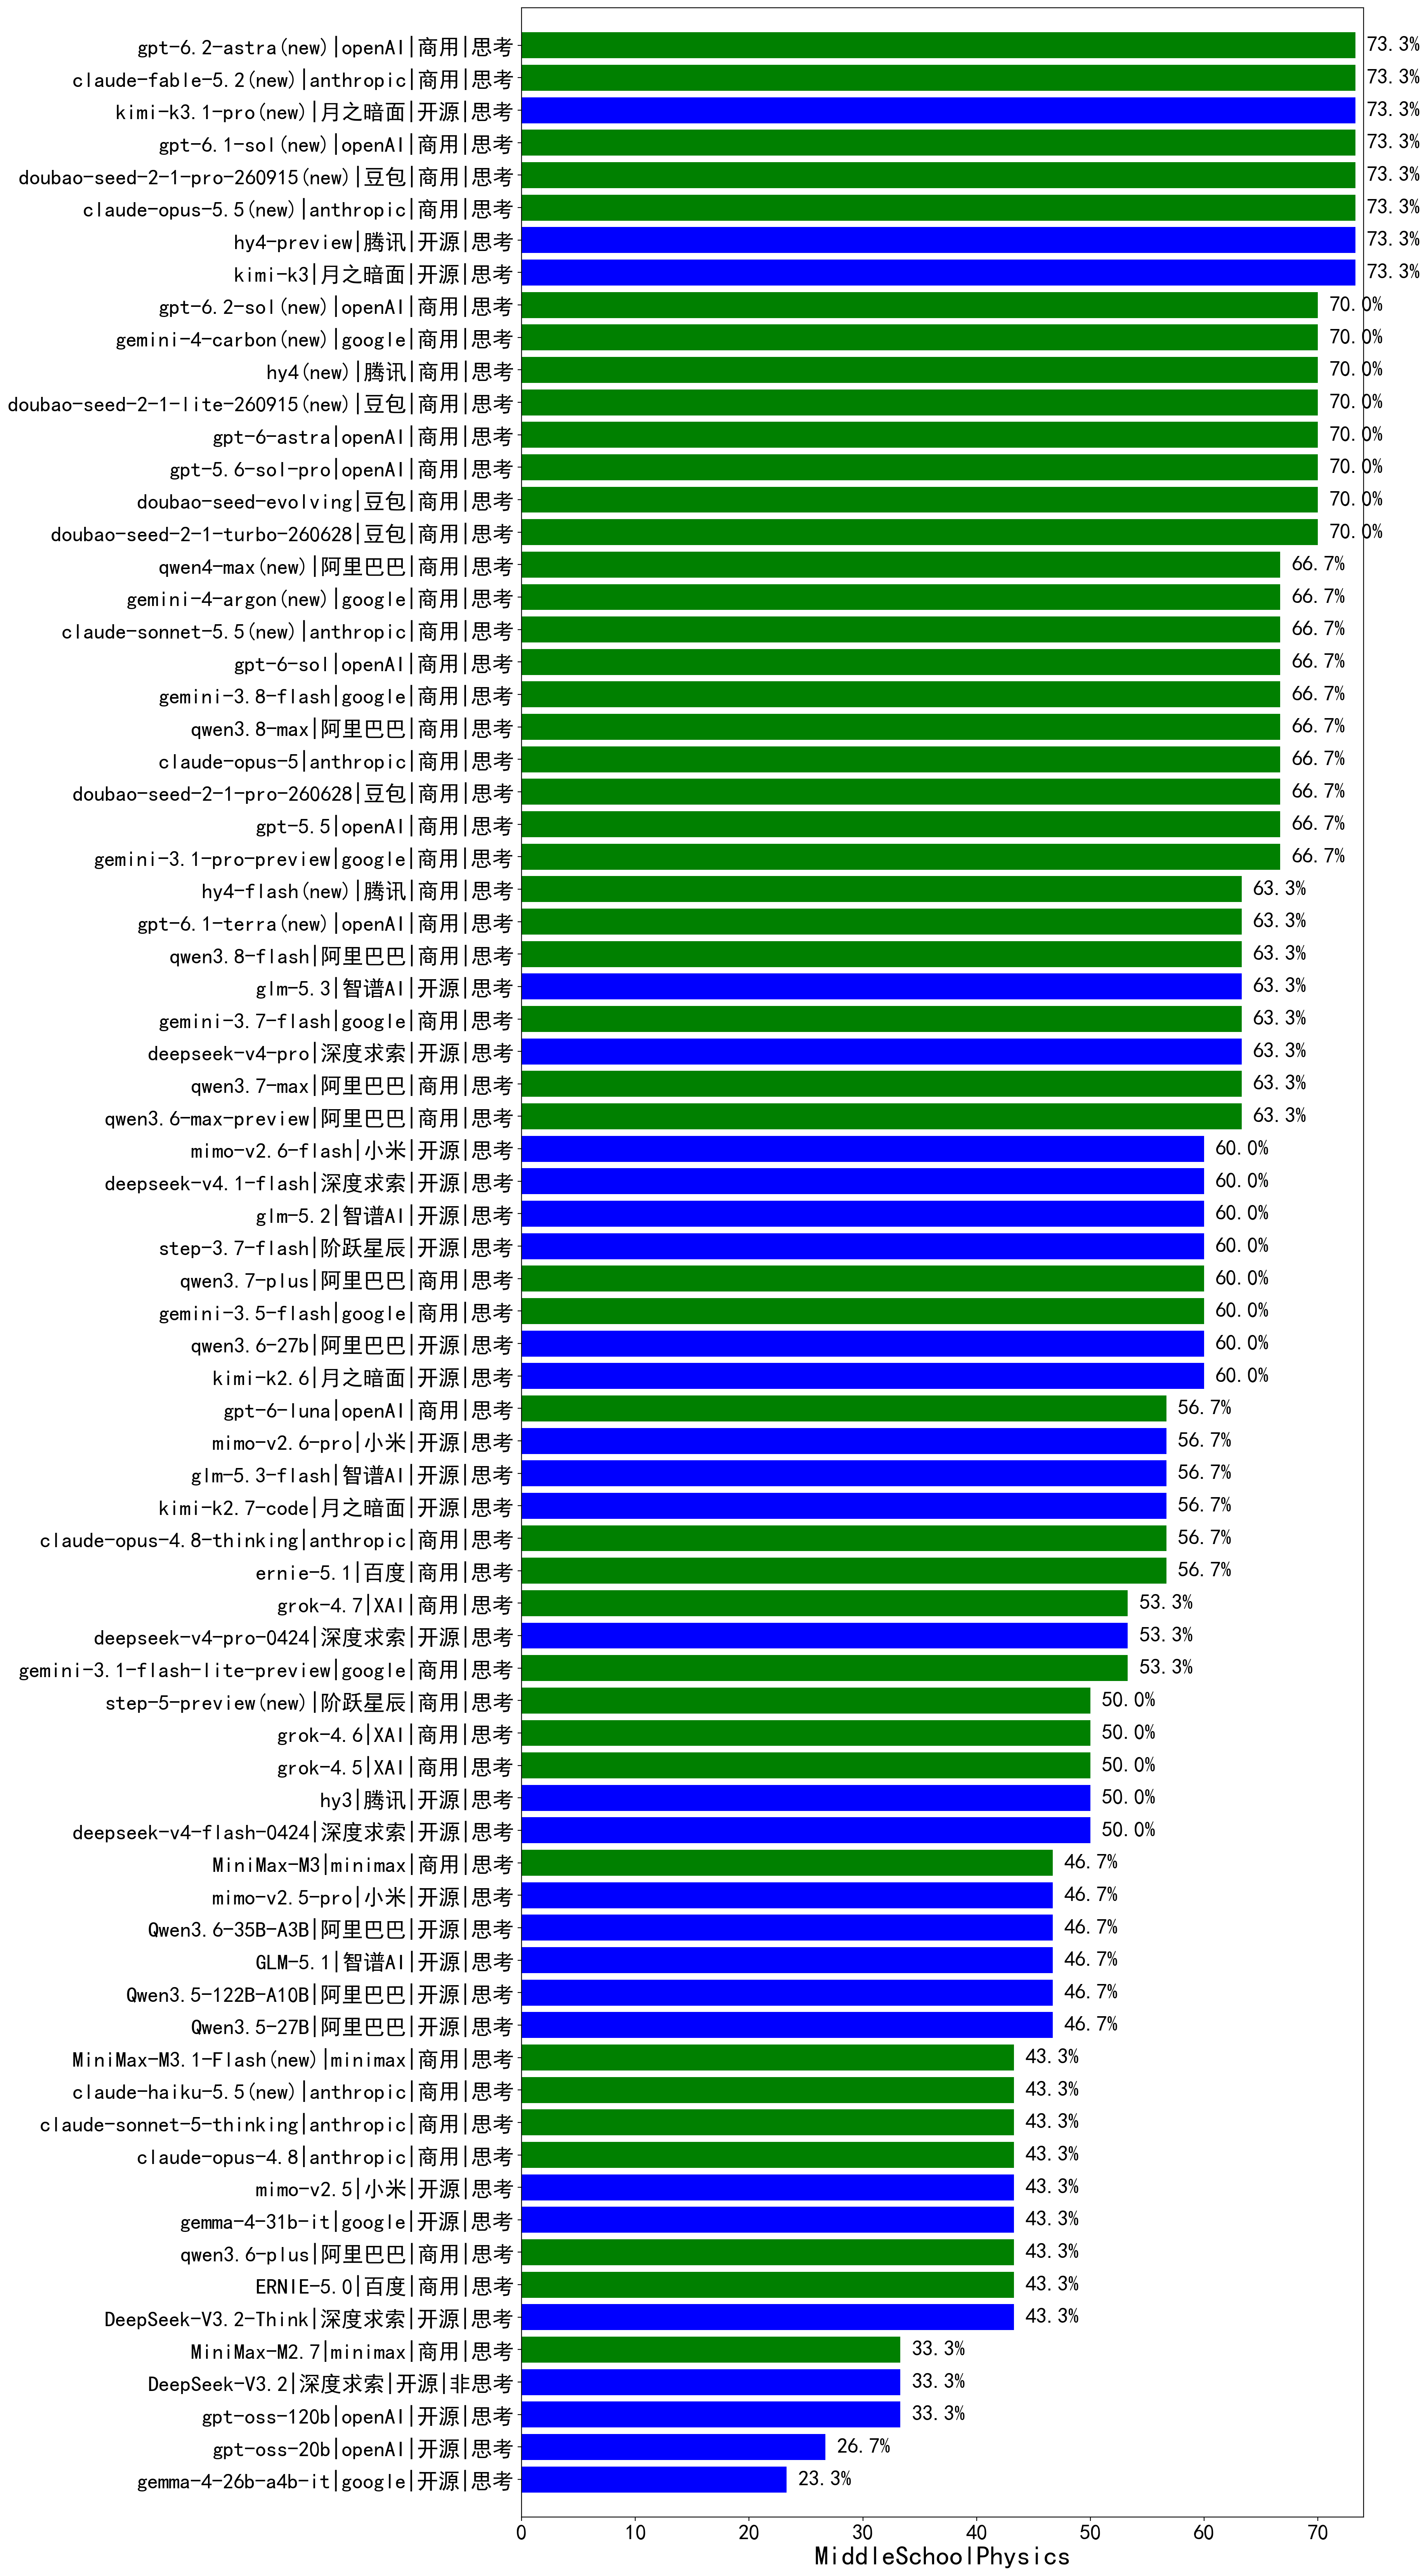 gpt-6.2-astra(new)|openAI|商用|思考 73.3%
claude-fable-5.2(new)|anthropic|商用|思考 73.3%
kimi-k3.1-pro(new)|月之暗面|开源|思考 73.3%
gpt-6.1-sol(new)|openAI|商用|思考 73.3%
doubao-seed-2-1-pro-260915(new)|豆包|商用|思考 73.3%
claude-opus-5.5(new)|anthropic|商用|思考 73.3%
hy4-preview|腾讯|开源|思考 73.3%
kimi-k3|月之暗面|开源|思考 73.3%
gpt-6.2-sol(new)|openAI|商用|思考 70.0%
gemini-4-carbon(new)|google|商用|思考 70.0%
hy4(new)|腾讯|商用|思考 70.0%
doubao-seed-2-1-lite-260915(new)|豆包|商用|思考 70.0%
gpt-6-astra|openAI|商用|思考 70.0%
gpt-5.6-sol-pro|openAI|商用|思考 70.0%
doubao-seed-evolving|豆包|商用|思考 70.0%
doubao-seed-2-1-turbo-260628|豆包|商用|思考 70.0%
qwen4-max(new)|阿里巴巴|商用|思考 66.7%
gemini-4-argon(new)|google|商用|思考 66.7%
claude-sonnet-5.5(new)|anthropic|商用|思考 66.7%
gpt-6-sol|openAI|商用|思考 66.7%
gemini-3.8-flash|google|商用|思考 66.7%
qwen3.8-max|阿里巴巴|商用|思考 66.7%
claude-opus-5|anthropic|商用|思考 66.7%
doubao-seed-2-1-pro-260628|豆包|商用|思考 66.7%
gpt-5.5|openAI|商用|思考 66.7%
gemini-3.1-pro-preview|google|商用|思考 66.7%
hy4-flash(new)|腾讯|商用|思考 63.3%
gpt-6.1-terra(new)|openAI|商用|思考 63.3%
qwen3.8-flash|阿里巴巴|商用|思考 63.3%
glm-5.3|智谱AI|开源|思考 63.3%
gemini-3.7-flash|google|商用|思考 63.3%
deepseek-v4-pro|深度求索|开源|思考 63.3%
qwen3.7-max|阿里巴巴|商用|思考 63.3%
qwen3.6-max-preview|阿里巴巴|商用|思考 63.3%
mimo-v2.6-flash|小米|开源|思考 60.0%
deepseek-v4.1-flash|深度求索|开源|思考 60.0%
glm-5.2|智谱AI|开源|思考 60.0%
step-3.7-flash|阶跃星辰|开源|思考 60.0%
qwen3.7-plus|阿里巴巴|商用|思考 60.0%
gemini-3.5-flash|google|商用|思考 60.0%
qwen3.6-27b|阿里巴巴|开源|思考 60.0%
kimi-k2.6|月之暗面|开源|思考 60.0%
gpt-6-luna|openAI|商用|思考 56.7%
mimo-v2.6-pro|小米|开源|思考 56.7%
glm-5.3-flash|智谱AI|开源|思考 56.7%
kimi-k2.7-code|月之暗面|开源|思考 56.7%
claude-opus-4.8-thinking|anthropic|商用|思考 56.7%
ernie-5.1|百度|商用|思考 56.7%
grok-4.7|XAI|商用|思考 53.3%
deepseek-v4-pro-0424|深度求索|开源|思考 53.3%
gemini-3.1-flash-lite-preview|google|商用|思考 53.3%
step-5-preview(new)|阶跃星辰|商用|思考 50.0%
grok-4.6|XAI|商用|思考 50.0%
grok-4.5|XAI|商用|思考 50.0%
hy3|腾讯|开源|思考 50.0%
deepseek-v4-flash-0424|深度求索|开源|思考 50.0%
MiniMax-M3|minimax|商用|思考 46.7%
mimo-v2.5-pro|小米|开源|思考 46.7%
Qwen3.6-35B-A3B|阿里巴巴|开源|思考 46.7%
GLM-5.1|智谱AI|开源|思考 46.7%
Qwen3.5-122B-A10B|阿里巴巴|开源|思考 46.7%
Qwen3.5-27B|阿里巴巴|开源|思考 46.7%
MiniMax-M3.1-Flash(new)|minimax|商用|思考 43.3%
claude-haiku-5.5(new)|anthropic|商用|思考 43.3%
claude-sonnet-5-thinking|anthropic|商用|思考 43.3%
claude-opus-4.8|anthropic|商用|思考 43.3%
mimo-v2.5|小米|开源|思考 43.3%
gemma-4-31b-it|google|开源|思考 43.3%
qwen3.6-plus|阿里巴巴|商用|思考 43.3%
ERNIE-5.0|百度|商用|思考 43.3%
DeepSeek-V3.2-Think|深度求索|开源|思考 43.3%
MiniMax-M2.7|minimax|商用|思考 33.3%
DeepSeek-V3.2|深度求索|开源|非思考 33.3%
gpt-oss-120b|openAI|开源|思考 33.3%
gpt-oss-20b|openAI|开源|思考 26.7%
gemma-4-26b-a4b-it|google|开源|思考 23.3%
0 10 20 30 40 50 60 70
MiddleSchoolPhysics